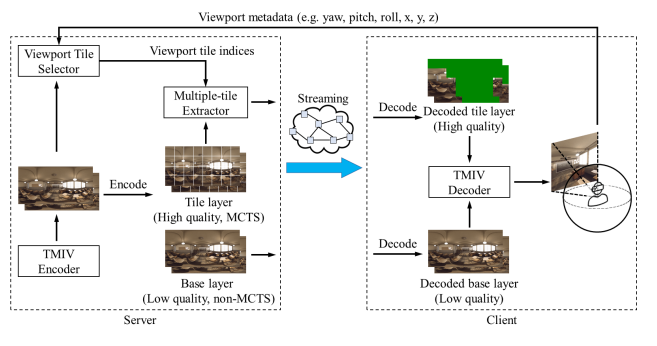 Viewport metadata (e.g. yaw, pitch, roll, x, y, z)
Viewport Tile
Selector
Viewport tile indices
Multiple-tile
Extractor
Encode
Tile layer
(High quality, MCTS)
TMIV
Encoder
Base layer
(Low quality, non-MCTS)
Server
Streaming
Decode
Decoded tile layer
(High quality)
TMIV
Decoder
Decode
Decoded base layer
(Low quality)
Client